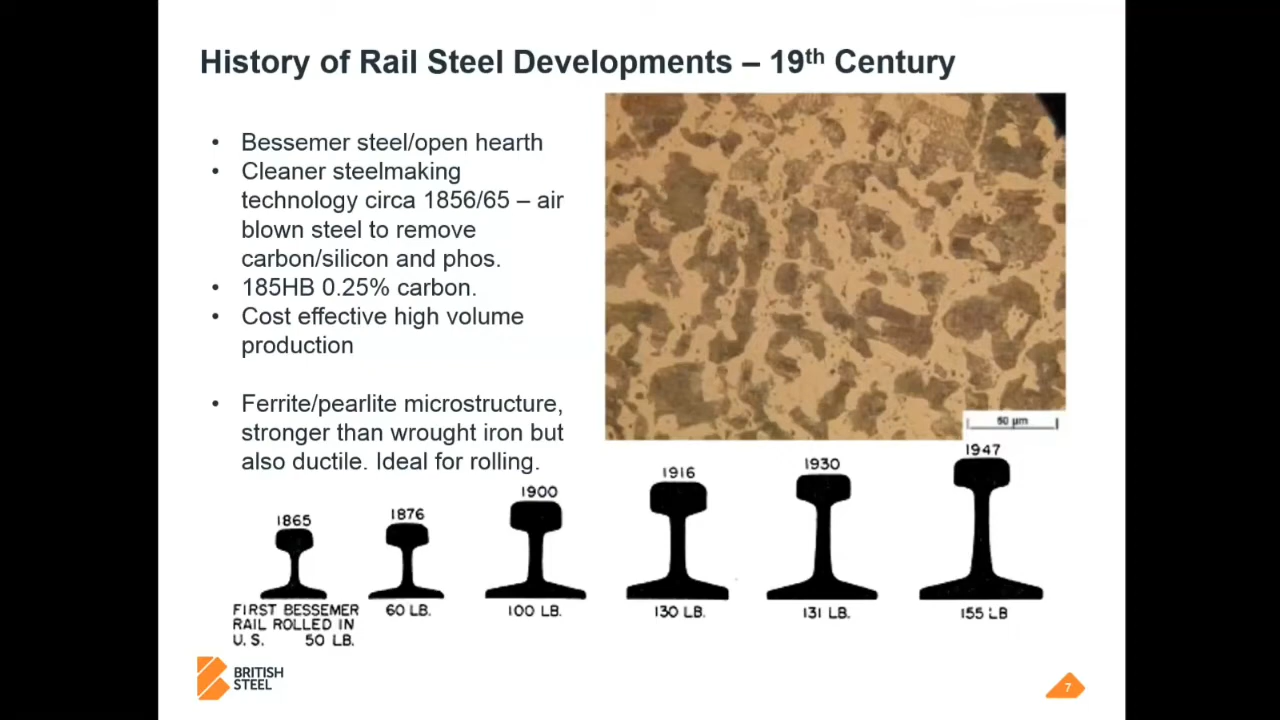 History of Rail Steel Developments – 19th Century
• Bessemer steel/open hearth
• Cleaner steelmaking
technology circa 1856/65 – air
blown steel to remove
carbon/silicon and phos.
• 185HB 0.25% carbon.
• Cost effective high volume
production
• Ferrite/pearlite microstructure,
stronger than wrought iron but
also ductile. Ideal for rolling.
50 µm
1865
1876
1900
1916
1930
1947
FIRST BESSEMER
RAIL ROLLED IN
U. S. 50 LB.
60 LB.
100 LB.
130 LB.
131 LB.
155 LB
BRITISH
STEEL
7